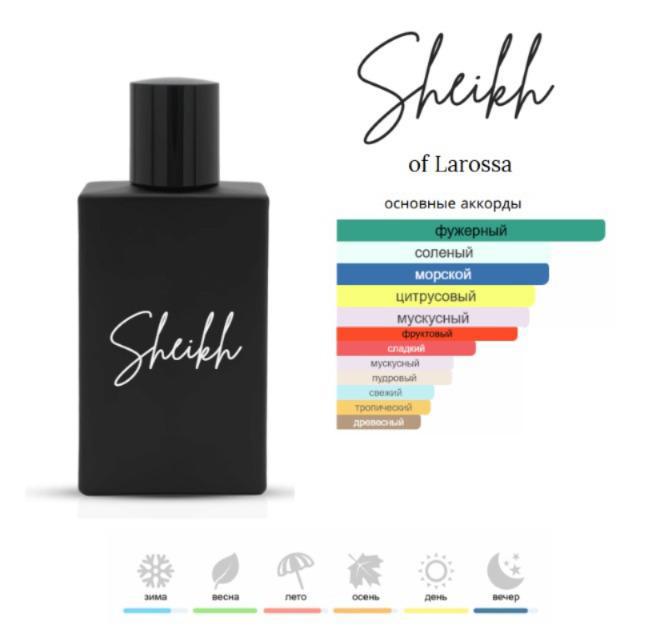 Sheikh
of Larossa
основные аккорды
фужерный
соленый
морской
цитрусовый
мускусный
фруктовый
сладкий
мускусный
пудровый
свежий
тропический
древесный
Sheikh
зима весна лето осень день вечер